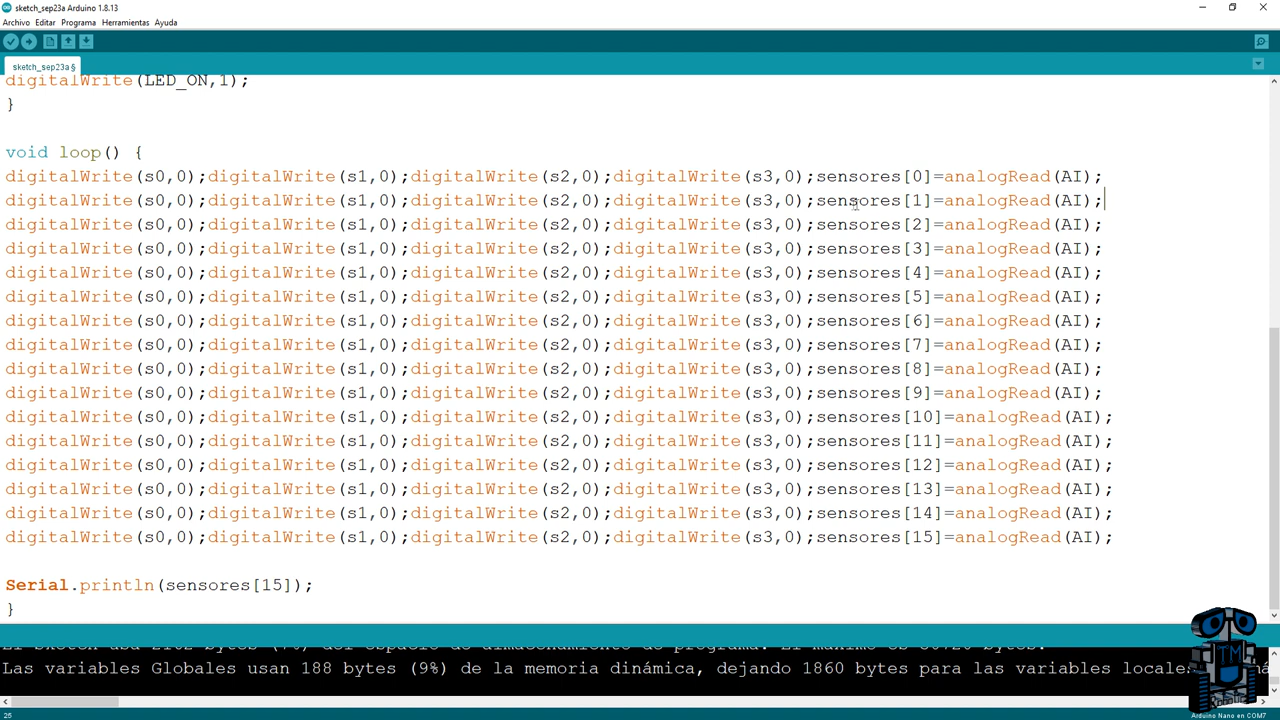 sketch_sep23a Arduino 1.8.13
Archivo Editar Programa Herramientas Ayuda
sketch_sep23a §
digitalWrite(LED_ON,1);
}
void loop() {
digitalWrite(s0,0);digitalWrite(s1,0);digitalWrite(s2,0);digitalWrite(s3,0);sensores[0]=analogRead(AI);
digitalWrite(s0,0);digitalWrite(s1,0);digitalWrite(s2,0);digitalWrite(s3,0);sensores[1]=analogRead(AI);
digitalWrite(s0,0);digitalWrite(s1,0);digitalWrite(s2,0);digitalWrite(s3,0);sensores[2]=analogRead(AI);
digitalWrite(s0,0);digitalWrite(s1,0);digitalWrite(s2,0);digitalWrite(s3,0);sensores[3]=analogRead(AI);
digitalWrite(s0,0);digitalWrite(s1,0);digitalWrite(s2,0);digitalWrite(s3,0);sensores[4]=analogRead(AI);
digitalWrite(s0,0);digitalWrite(s1,0);digitalWrite(s2,0);digitalWrite(s3,0);sensores[5]=analogRead(AI);
digitalWrite(s0,0);digitalWrite(s1,0);digitalWrite(s2,0);digitalWrite(s3,0);sensores[6]=analogRead(AI);
digitalWrite(s0,0);digitalWrite(s1,0);digitalWrite(s2,0);digitalWrite(s3,0);sensores[7]=analogRead(AI);
digitalWrite(s0,0);digitalWrite(s1,0);digitalWrite(s2,0);digitalWrite(s3,0);sensores[8]=analogRead(AI);
digitalWrite(s0,0);digitalWrite(s1,0);digitalWrite(s2,0);digitalWrite(s3,0);sensores[9]=analogRead(AI);
digitalWrite(s0,0);digitalWrite(s1,0);digitalWrite(s2,0);digitalWrite(s3,0);sensores[10]=analogRead(AI);
digitalWrite(s0,0);digitalWrite(s1,0);digitalWrite(s2,0);digitalWrite(s3,0);sensores[11]=analogRead(AI);
digitalWrite(s0,0);digitalWrite(s1,0);digitalWrite(s2,0);digitalWrite(s3,0);sensores[12]=analogRead(AI);
digitalWrite(s0,0);digitalWrite(s1,0);digitalWrite(s2,0);digitalWrite(s3,0);sensores[13]=analogRead(AI);
digitalWrite(s0,0);digitalWrite(s1,0);digitalWrite(s2,0);digitalWrite(s3,0);sensores[14]=analogRead(AI);
digitalWrite(s0,0);digitalWrite(s1,0);digitalWrite(s2,0);digitalWrite(s3,0);sensores[15]=analogRead(AI);
Serial.println(sensores[15]);
}
Las variables Globales usan 188 bytes (9%) de la memoria dinámica, dejando 1860 bytes para las variables locales
25
Arduino Nano en COM7
TM